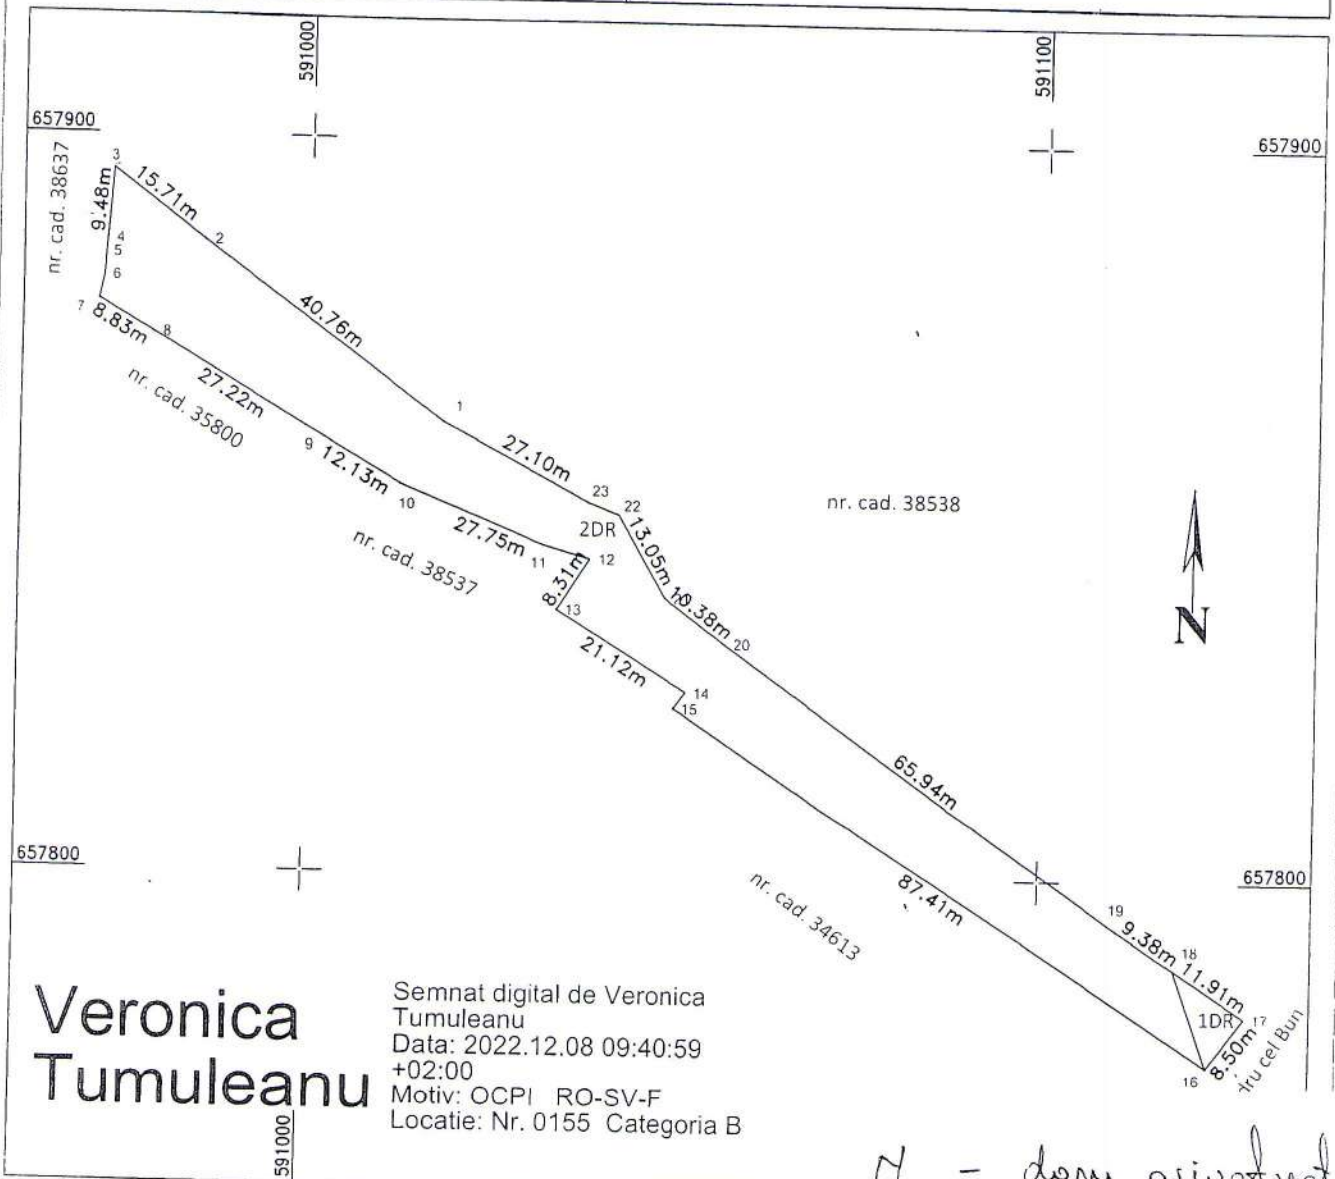 591000
591100
657900
657900
nr. cad. 38637
3
15.71m
9.48m
2
4
5
6
7
8.83m
8
40.76m
nr. cad. 35800
27.22m
1
9
12.13m
27.10m
10
23
22
nr. cad. 38538
2DR
13.05m
27.75m
11
12
nr. cad. 38537
8.31m
13
10.38m
20
N
21.12m
14
15
65.94m
657800
657800
87.41m
nr. cad. 34613
19
9.38m
18
11.91m
1DR
17
8.50m
16
cel Bun
Veronica
Tumuleanu
Semnat digital de Veronica
Tumuleanu
Data: 2022.12.08 09:40:59
+02:00
Motiv: OCPI RO-SV-F
Locatie: Nr. 0155 Categoria B
591000